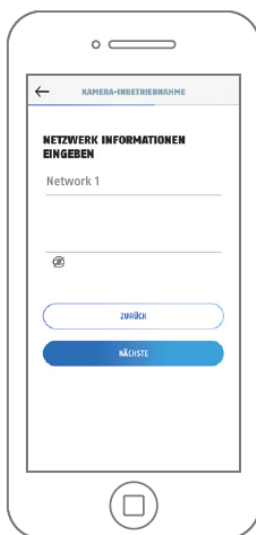 KAMERA-INBETRIEBNAHME
NETZWERK INFORMATIONEN
EINGEBEN
Network 1
ZURÜCK
NÄCHSTE